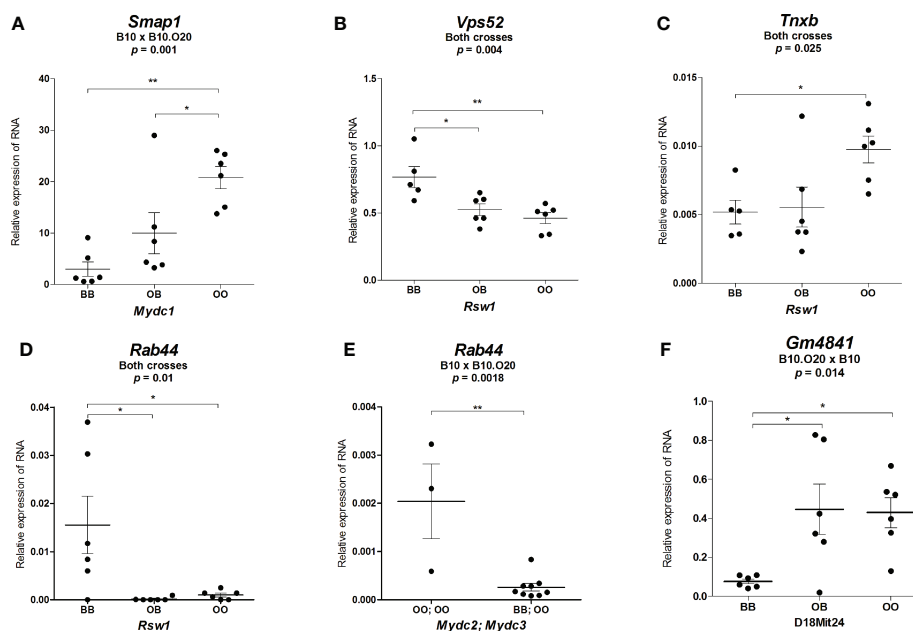 A
Smap1
B10 x B10.O20
p = 0.001
Relative expression of RNA
40
30
20
10
0
**
*
BB
OB
OO
Mydc1
B
Vps52
Both crosses
p = 0.004
Relative expression of RNA
1.5
1.0
0.5
0.0
**
*
BB
OB
OO
Rsw1
C
Tnxb
Both crosses
p = 0.025
Relative expression of RNA
0.015
0.010
0.005
0.000
*
BB
OB
OO
Rsw1
D
Rab44
Both crosses
p = 0.01
Relative expression of RNA
0.04
0.03
0.02
0.01
0.00
*
*
BB
OB
OO
Rsw1
E
Rab44
B10 x B10.O20
p = 0.0018
Relative expression of RNA
0.004
0.003
0.002
0.001
0.000
**
OO; OO
BB; OO
Mydc2; Mydc3
F
Gm4841
B10.O20 x B10
p = 0.014
Relative expression of RNA
1.0
0.8
0.6
0.4
0.2
0.0
*
*
BB
OB
OO
D18Mit24